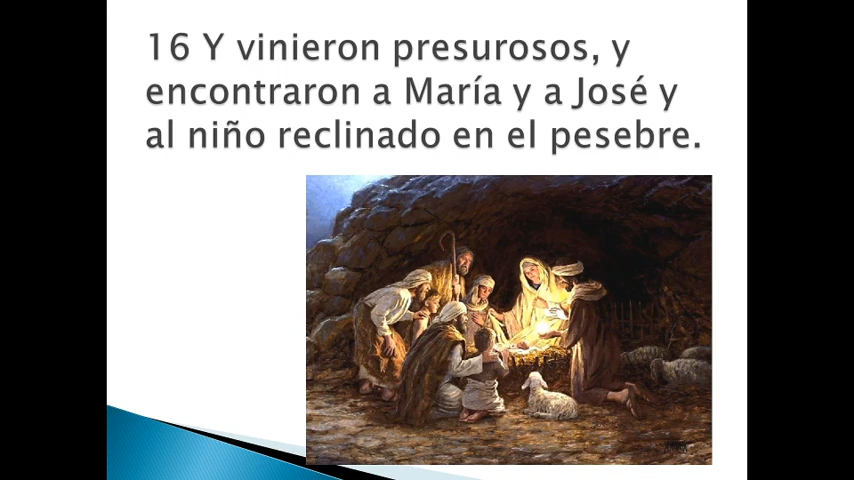 16 Y vinieron presurosos, y
encontraron a María y a José y
al niño reclinado en el pesebre.